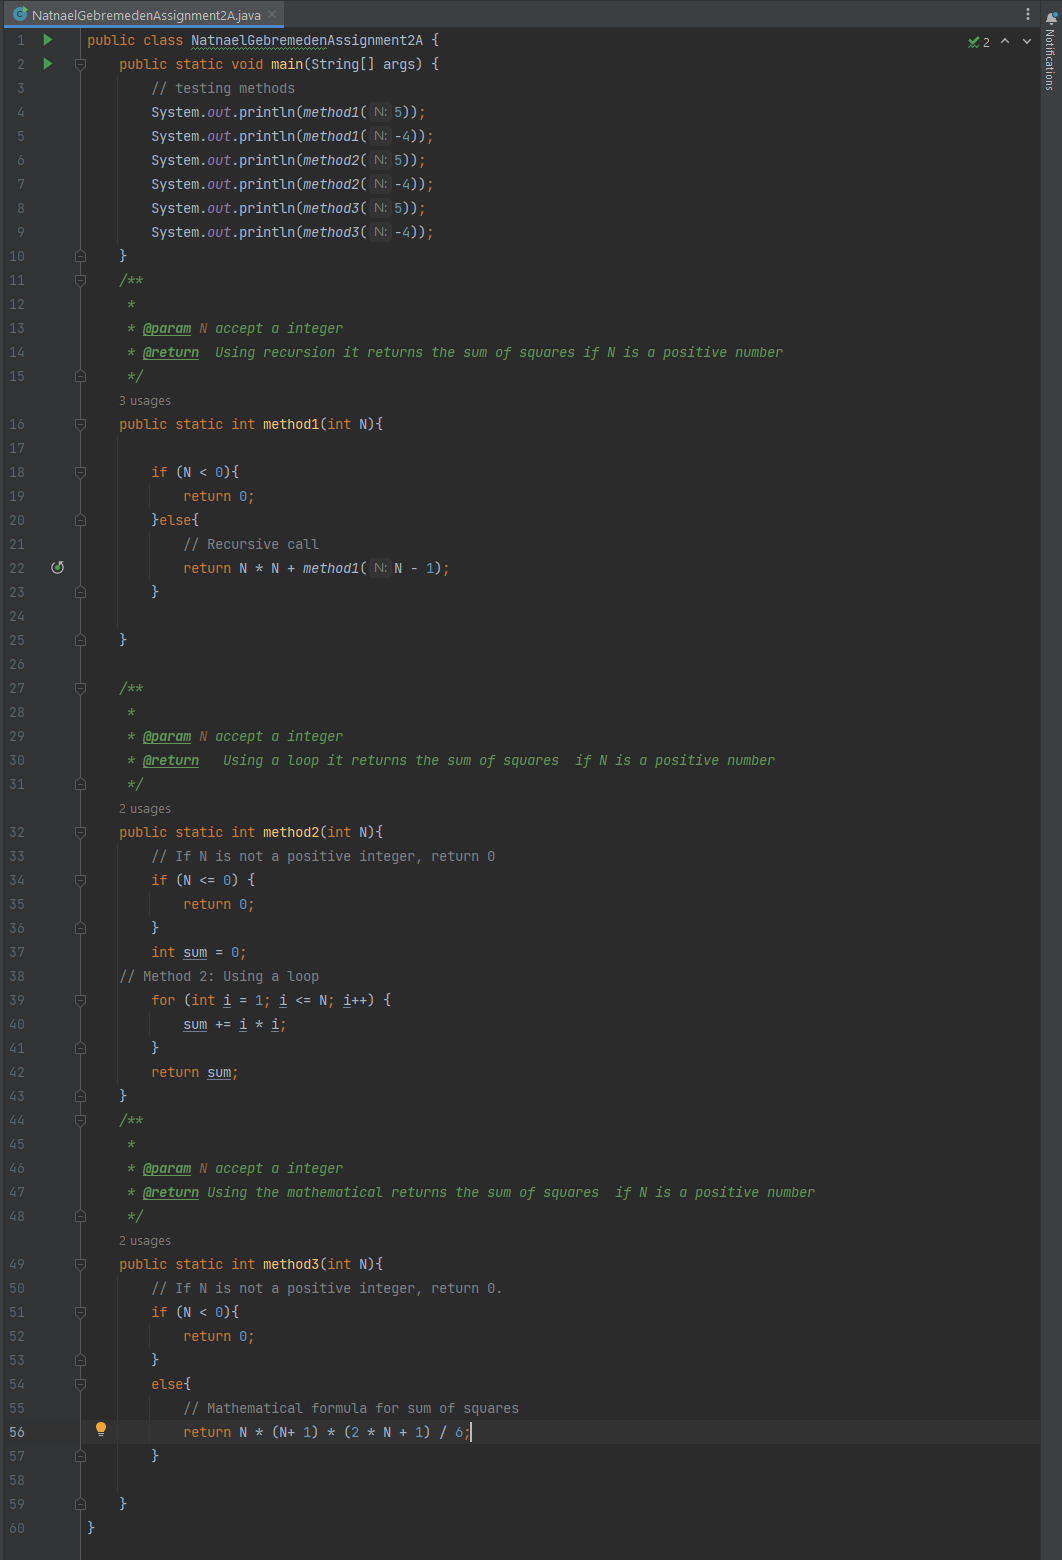 NatnaelGebremedenAssignment2A.java
Notifications
2
1 public class NatnaelGebremedenAssignment2A {
2     public static void main(String[] args) {
3         // testing methods
4         System.out.println(method1( N: 5));
5         System.out.println(method1( N: -4));
6         System.out.println(method2( N: 5));
7         System.out.println(method2( N: -4));
8         System.out.println(method3( N: 5));
9         System.out.println(method3( N: -4));
10     }
11     /**
12      *
13      * @param N accept a integer
14      * @return  Using recursion it returns the sum of squares if N is a positive number
15      */
3 usages
16     public static int method1(int N){
17
18         if (N < 0){
19             return 0;
20         }else{
21             // Recursive call
22             return N * N + method1( N: N - 1);
23         }
24
25     }
26
27     /**
28      *
29      * @param N accept a integer
30      * @return   Using a loop it returns the sum of squares  if N is a positive number
31      */
2 usages
32     public static int method2(int N){
33         // If N is not a positive integer, return 0
34         if (N <= 0) {
35             return 0;
36         }
37         int sum = 0;
38     // Method 2: Using a loop
39         for (int i = 1; i <= N; i++) {
40             sum += i * i;
41         }
42         return sum;
43     }
44     /**
45      *
46      * @param N accept a integer
47      * @return Using the mathematical returns the sum of squares  if N is a positive number
48      */
2 usages
49     public static int method3(int N){
50         // If N is not a positive integer, return 0.
51         if (N < 0){
52             return 0;
53         }
54         else{
55             // Mathematical formula for sum of squares
56             return N * (N+ 1) * (2 * N + 1) / 6;
57         }
58
59     }
60 }